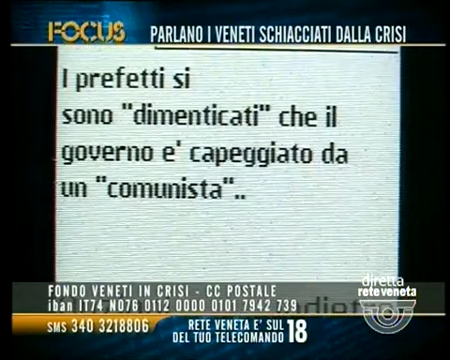 FOCUS PARLANO I VENETI SCHIACCIATI DALLA CRISI
I prefetti si
sono "dimenticati" che il
governo e' capeggiato da
un "comunista"..
diretta
reteveneta
FONDO VENETI IN CRISI - CC POSTALE
iban IT74 N076 0112 0000 0101 7942 739
SMS 340 3218806
RETE VENETA E' SUL
DEL TUO TELECOMANDO 18